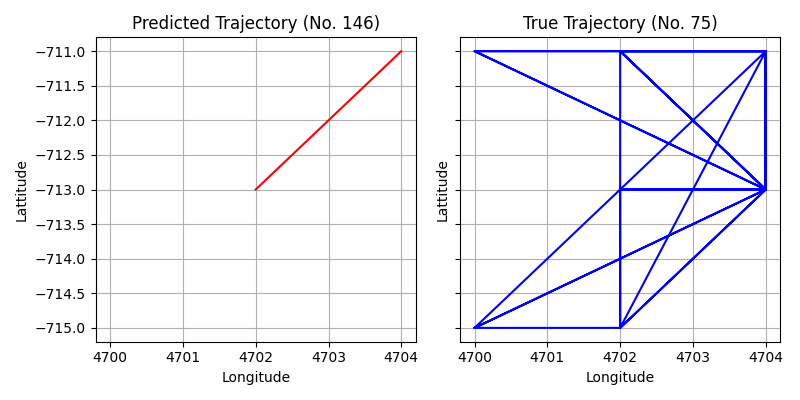 Predicted Trajectory (No. 146)
True Trajectory (No. 75)
−711.0
−711.5
−712.0
−712.5
−713.0
−713.5
−714.0
−714.5
−715.0
Lattitude
Lattitude
4700 4701 4702 4703 4704
4700 4701 4702 4703 4704
Longitude
Longitude